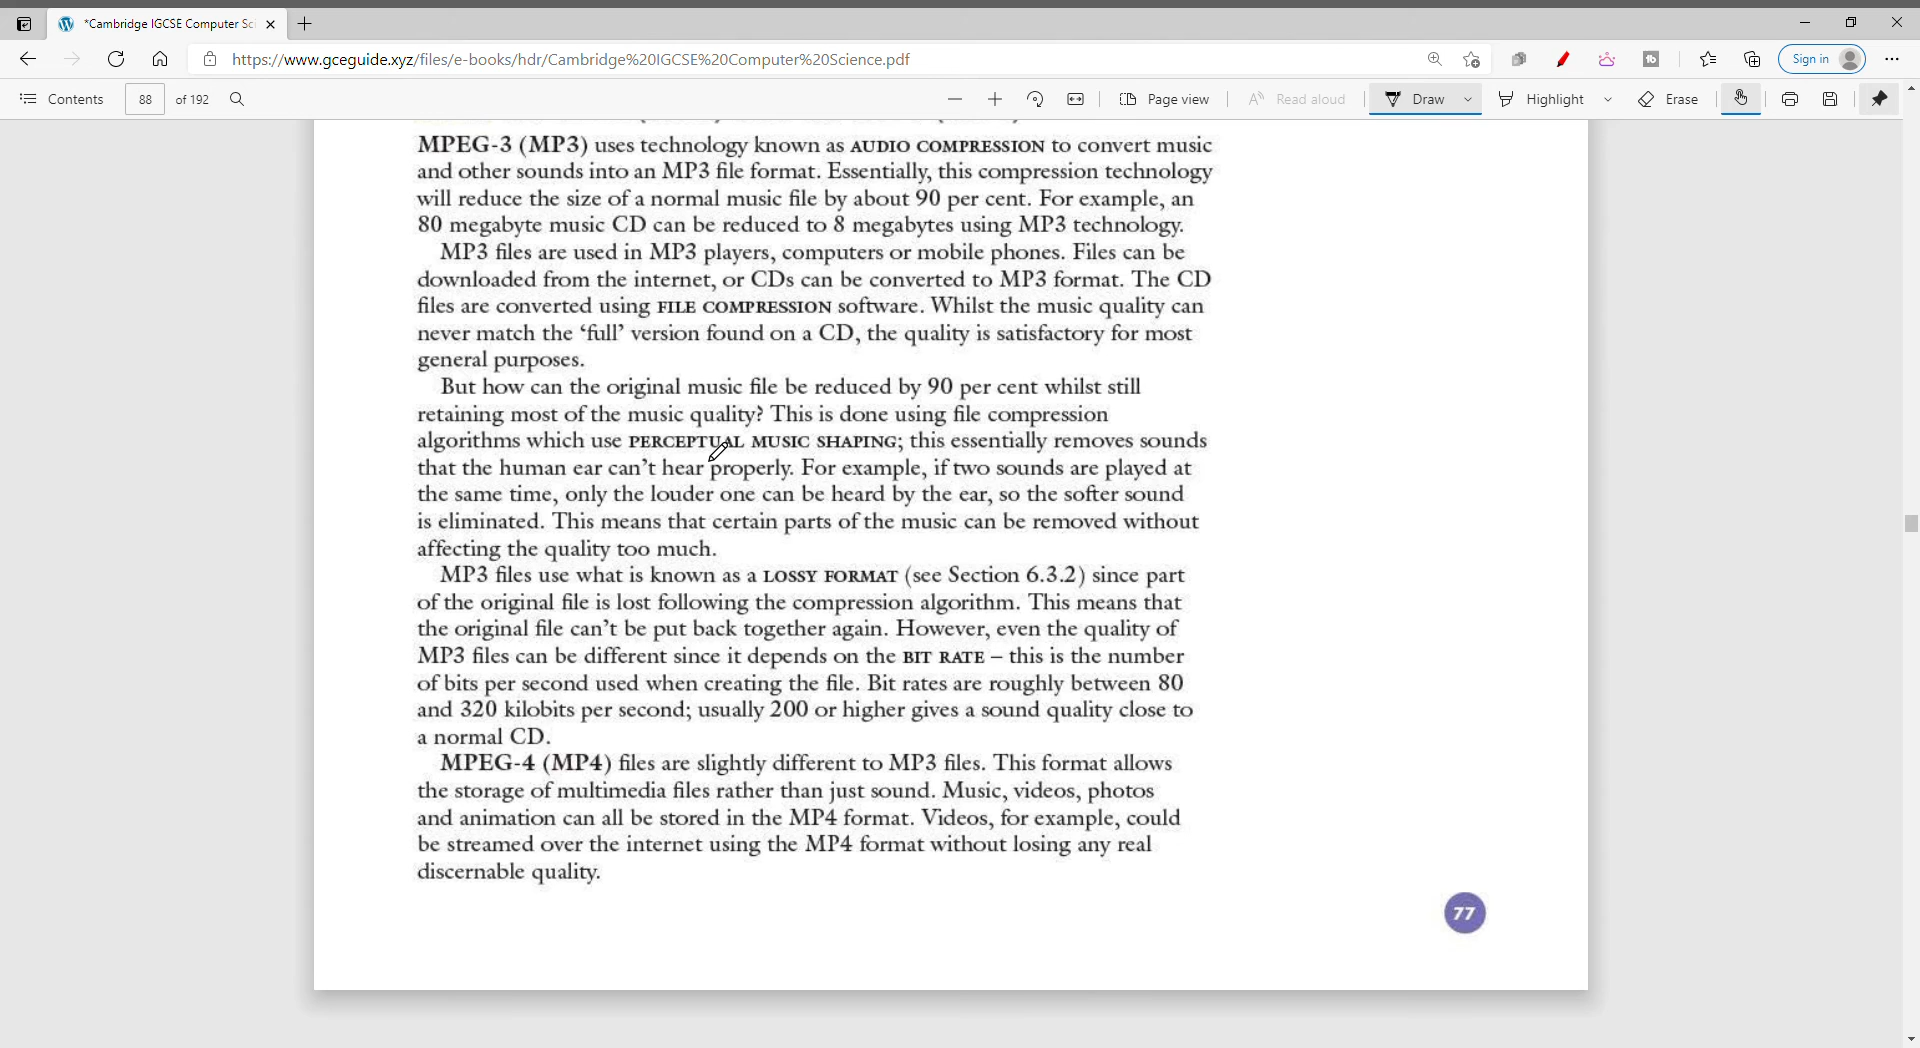 *Cambridge IGCSE Computer Sci
https://www.gceguide.xyz/files/e-books/hdr/Cambridge%20IGCSE%20Computer%20Science.pdf
Sign in
Contents
88
of 192
Page view
Read aloud
Draw
Highlight
Erase
MPEG-3 (MP3) uses technology known as AUDIO COMPRESSION to convert music
and other sounds into an MP3 file format. Essentially, this compression technology
will reduce the size of a normal music file by about 90 per cent. For example, an
80 megabyte music CD can be reduced to 8 megabytes using MP3 technology.
MP3 files are used in MP3 players, computers or mobile phones. Files can be
downloaded from the internet, or CDs can be converted to MP3 format. The CD
files are converted using FILE COMPRESSION software. Whilst the music quality can
never match the ‘full’ version found on a CD, the quality is satisfactory for most
general purposes.
But how can the original music file be reduced by 90 per cent whilst still
retaining most of the music quality? This is done using file compression
algorithms which use PERCEPTUAL MUSIC SHAPING; this essentially removes sounds
that the human ear can’t hear properly. For example, if two sounds are played at
the same time, only the louder one can be heard by the ear, so the softer sound
is eliminated. This means that certain parts of the music can be removed without
affecting the quality too much.
MP3 files use what is known as a LOSSY FORMAT (see Section 6.3.2) since part
of the original file is lost following the compression algorithm. This means that
the original file can’t be put back together again. However, even the quality of
MP3 files can be different since it depends on the BIT RATE – this is the number
of bits per second used when creating the file. Bit rates are roughly between 80
and 320 kilobits per second; usually 200 or higher gives a sound quality close to
a normal CD.
MPEG-4 (MP4) files are slightly different to MP3 files. This format allows
the storage of multimedia files rather than just sound. Music, videos, photos
and animation can all be stored in the MP4 format. Videos, for example, could
be streamed over the internet using the MP4 format without losing any real
discernable quality.
77